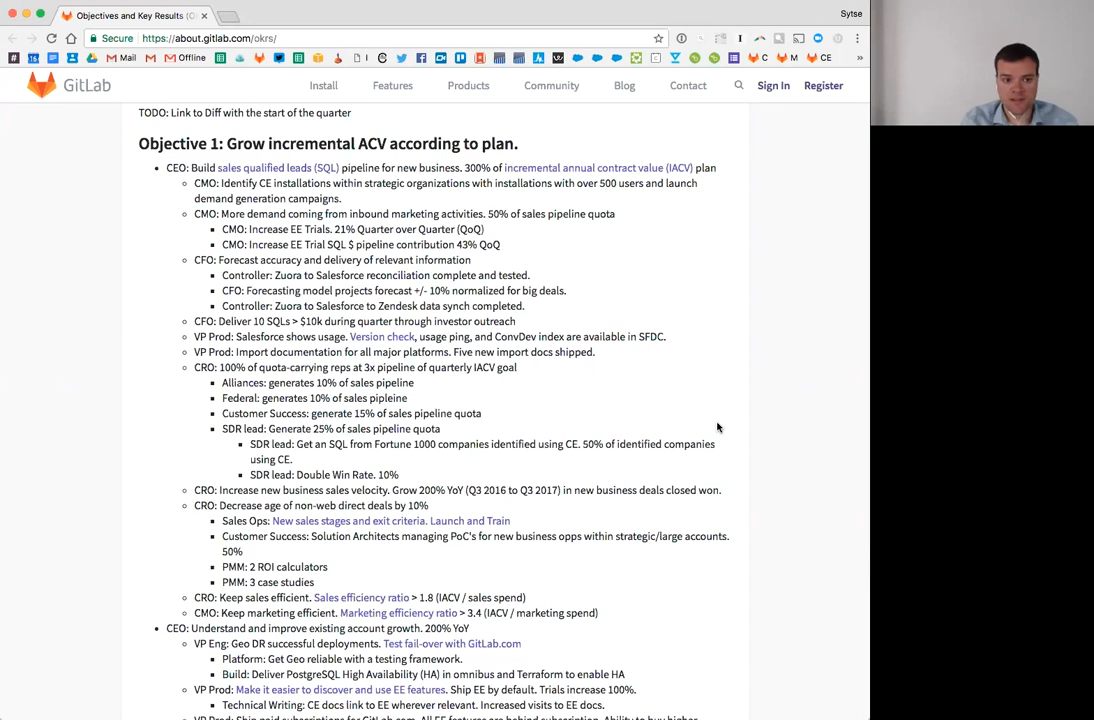 Objectives and Key Results (O
Sytse
Secure
https://about.gitlab.com/okrs/
Mail
Offline
C
M
CE
GitLab
Install
Features
Products
Community
Blog
Contact
Sign In
Register
TODO: Link to Diff with the start of the quarter
Objective 1: Grow incremental ACV according to plan.
CEO: Build sales qualified leads (SQL) pipeline for new business. 300% of incremental annual contract value (IACV) plan
CMO: Identify CE installations within strategic organizations with installations with over 500 users and launch
demand generation campaigns.
CMO: More demand coming from inbound marketing activities. 50% of sales pipeline quota
CMO: Increase EE Trials. 21% Quarter over Quarter (QoQ)
CMO: Increase EE Trial SQL $ pipeline contribution 43% QoQ
CFO: Forecast accuracy and delivery of relevant information
Controller: Zuora to Salesforce reconciliation complete and tested.
CFO: Forecasting model projects forecast +/- 10% normalized for big deals.
Controller: Zuora to Salesforce to Zendesk data synch completed.
CFO: Deliver 10 SQLs > $10k during quarter through investor outreach
VP Prod: Salesforce shows usage. Version check, usage ping, and ConvDev index are available in SFDC.
VP Prod: Import documentation for all major platforms. Five new import docs shipped.
CRO: 100% of quota-carrying reps at 3x pipeline of quarterly IACV goal
Alliances: generates 10% of sales pipeline
Federal: generates 10% of sales pipleine
Customer Success: generate 15% of sales pipeline quota
SDR lead: Generate 25% of sales pipeline quota
SDR lead: Get an SQL from Fortune 1000 companies identified using CE. 50% of identified companies
using CE.
SDR lead: Double Win Rate. 10%
CRO: Increase new business sales velocity. Grow 200% YoY (Q3 2016 to Q3 2017) in new business deals closed won.
CRO: Decrease age of non-web direct deals by 10%
Sales Ops: New sales stages and exit criteria. Launch and Train
Customer Success: Solution Architects managing PoC's for new business opps within strategic/large accounts.
50%
PMM: 2 ROI calculators
PMM: 3 case studies
CRO: Keep sales efficient. Sales efficiency ratio > 1.8 (IACV / sales spend)
CMO: Keep marketing efficient. Marketing efficiency ratio > 3.4 (IACV / marketing spend)
CEO: Understand and improve existing account growth. 200% YoY
VP Eng: Geo DR successful deployments. Test fail-over with GitLab.com
Platform: Get Geo reliable with a testing framework.
Build: Deliver PostgreSQL High Availability (HA) in omnibus and Terraform to enable HA
VP Prod: Make it easier to discover and use EE features. Ship EE by default. Trials increase 100%.
Technical Writing: CE docs link to EE wherever relevant. Increased visits to EE docs.